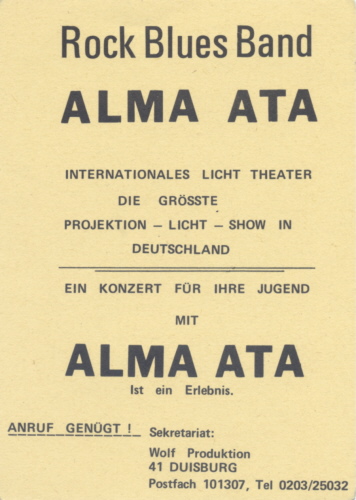 Rock Blues Band
ALMA ATA
INTERNATIONALES LICHT THEATER
DIE GRÖSSTE
PROJEKTION – LICHT – SHOW IN
DEUTSCHLAND
EIN KONZERT FÜR IHRE JUGEND
MIT
ALMA ATA
Ist ein Erlebnis.
ANRUF GENÜGT ! Sekretariat:
Wolf Produktion
41 DUISBURG
Postfach 101307, Tel 0203/25032